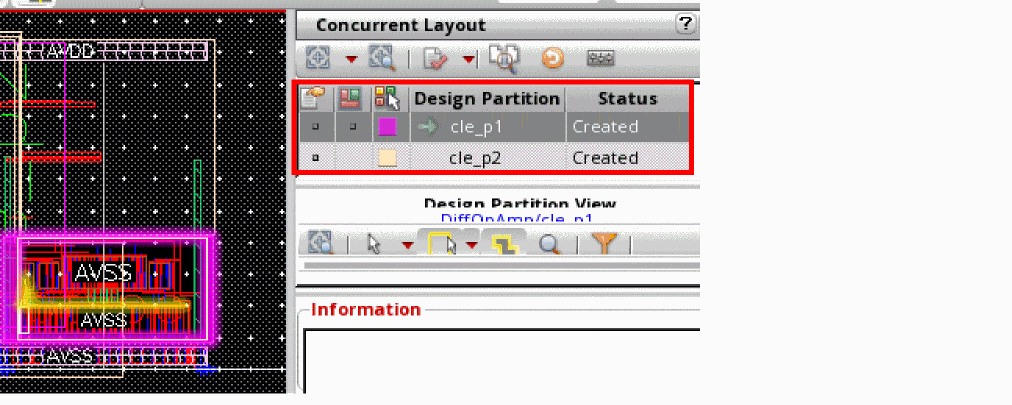 Concurrent Layout
?
AVDD
Design Partition Status
cle_p1 Created
cle_p2 Created
Design Partition View
DiffOpAmp/cle_p1
AVSS
AVSS
Information
AVSS